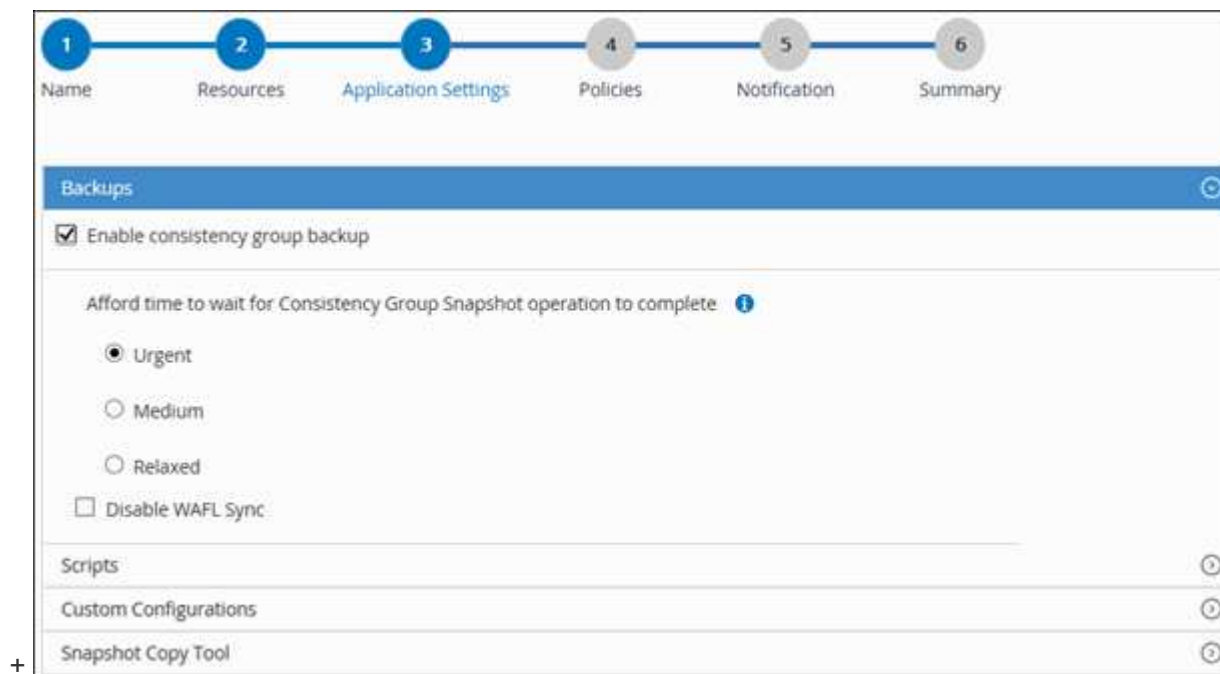 1 2 3 4 5 6
Name Resources Application Settings Policies Notification Summary
Backups
Enable consistency group backup
Afford time to wait for Consistency Group Snapshot operation to complete
Urgent
Medium
Relaxed
Disable WAFL Sync
Scripts
Custom Configurations
Snapshot Copy Tool
+